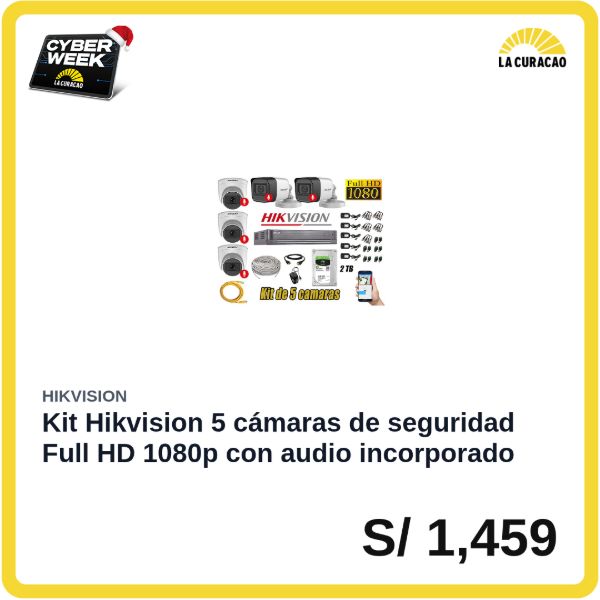 CYBER
WEEK
LA CURACAO
LA CURACAO
Full HD
1080
HIKVISION
2 TB
Kit de 5 camaras
HIKVISION
Kit Hikvision 5 cámaras de seguridad
Full HD 1080p con audio incorporado
S/ 1,459